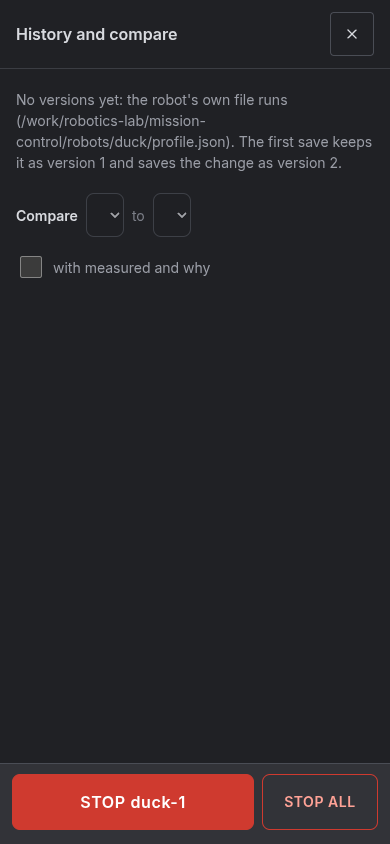 History and compare
No versions yet: the robot's own file runs
(/work/robotics-lab/mission-
control/robots/duck/profile.json). The first save keeps
it as version 1 and saves the change as version 2.
Compare to
with measured and why
STOP duck-1 STOP ALL